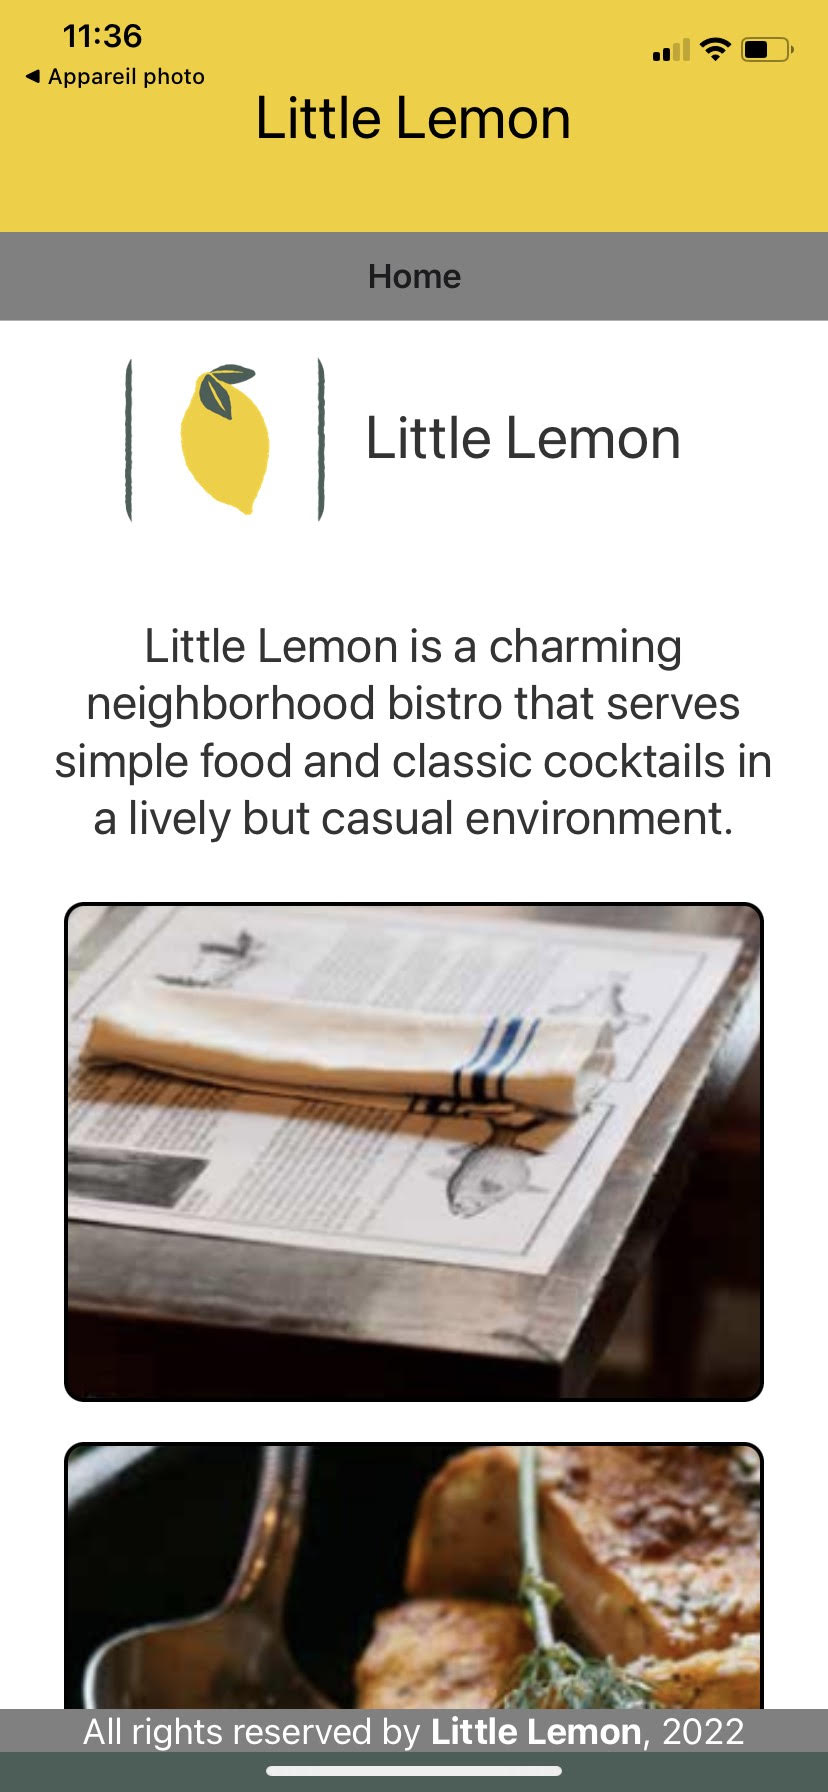 11:36
◀ Appareil photo
Little Lemon
Home
Little Lemon
Little Lemon is a charming
neighborhood bistro that serves
simple food and classic cocktails in
a lively but casual environment.
All rights reserved by Little Lemon, 2022